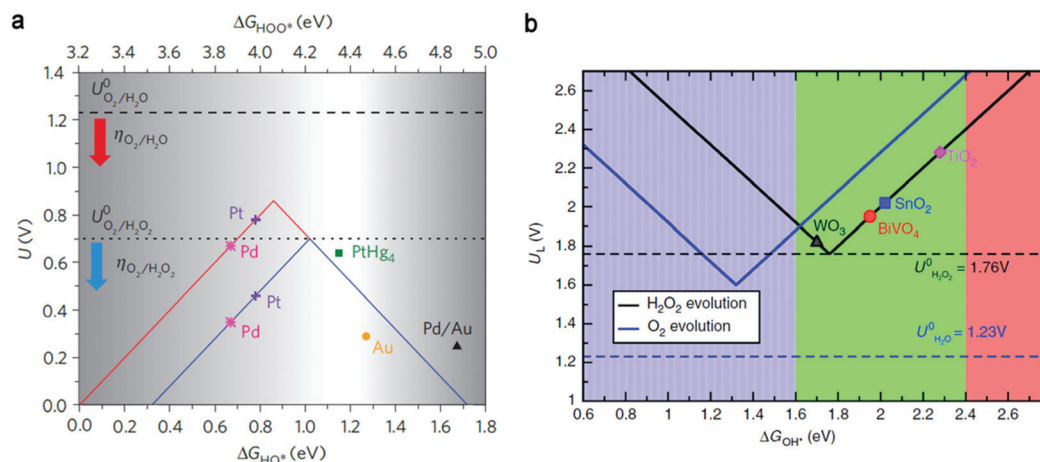 a
ΔG_HOO* (eV)
3.2 3.4 3.6 3.8 4.0 4.2 4.4 4.6 4.8 5.0
1.4
1.2
1.0
0.8
0.6
0.4
0.2
0.0
U (V)
U⁰_O₂/H₂O
η_O₂/H₂O
U⁰_O₂/H₂O₂
η_O₂/H₂O₂
Pt
Pd
Pt
Pd
PtHg₄
Au
Pd/Au
0.0 0.2 0.4 0.6 0.8 1.0 1.2 1.4 1.6 1.8
ΔG_HO* (eV)
b
2.6
2.4
2.2
2
1.8
1.6
1.4
1.2
1
U_L (V)
TiO₂
SnO₂
BiVO₄
WO₃
U⁰_H₂O₂ = 1.76V
H₂O₂ evolution
O₂ evolution
U⁰_H₂O = 1.23V
0.6 0.8 1 1.2 1.4 1.6 1.8 2 2.2 2.4 2.6
ΔG_OH* (eV)